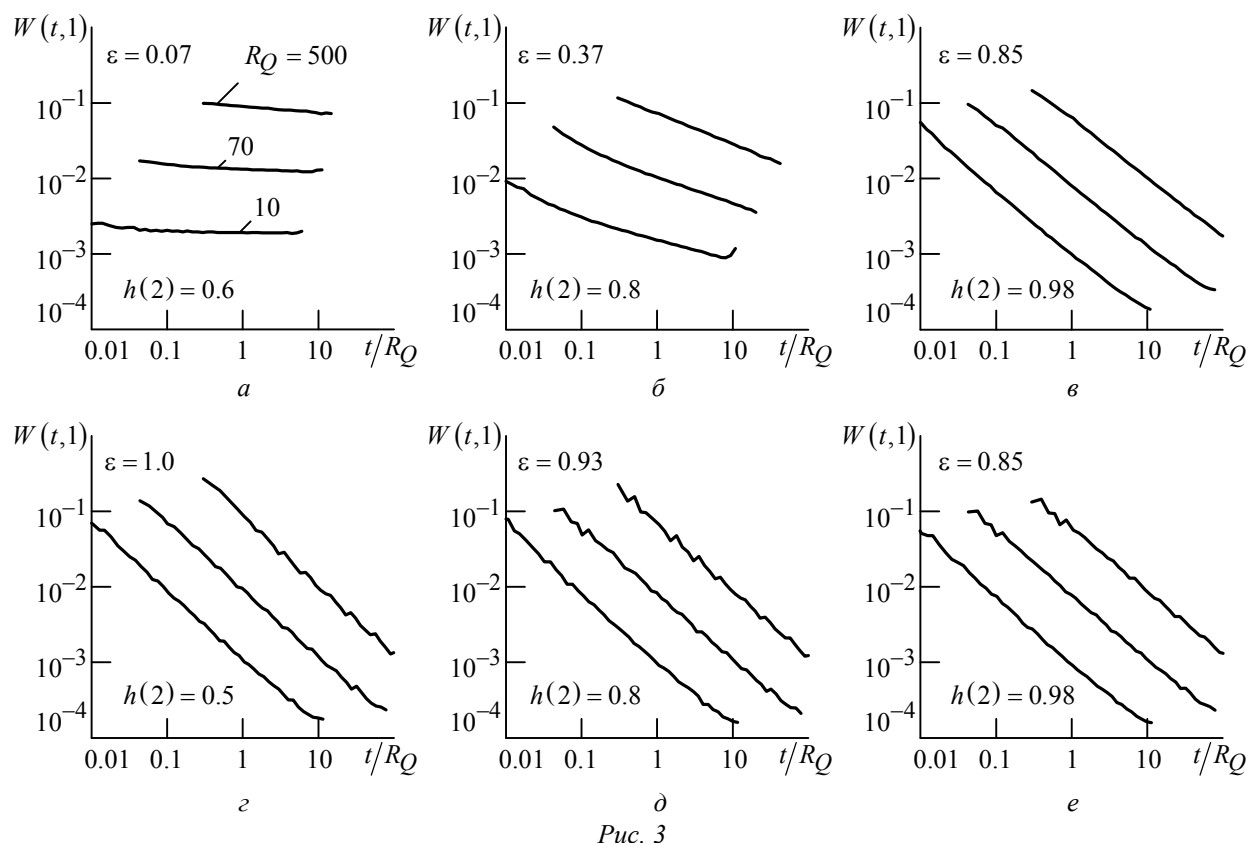 W(t,1) W(t,1) W(t,1)
ε = 0.07 R_Q = 500 ε = 0.37 ε = 0.85
10⁻¹ 10⁻¹ 10⁻¹
70
10⁻² 10⁻² 10⁻²
10
10⁻³ 10⁻³ 10⁻³
h(2) = 0.6 h(2) = 0.8 h(2) = 0.98
10⁻⁴ 10⁻⁴ 10⁻⁴
0.01 0.1 1 10 t/R_Q 0.01 0.1 1 10 t/R_Q 0.01 0.1 1 10 t/R_Q
а б в
W(t,1) W(t,1) W(t,1)
ε = 1.0 ε = 0.93 ε = 0.85
10⁻¹ 10⁻¹ 10⁻¹
10⁻² 10⁻² 10⁻²
10⁻³ 10⁻³ 10⁻³
h(2) = 0.5 h(2) = 0.8 h(2) = 0.98
10⁻⁴ 10⁻⁴ 10⁻⁴
0.01 0.1 1 10 t/R_Q 0.01 0.1 1 10 t/R_Q 0.01 0.1 1 10 t/R_Q
г д е
Рис. 3